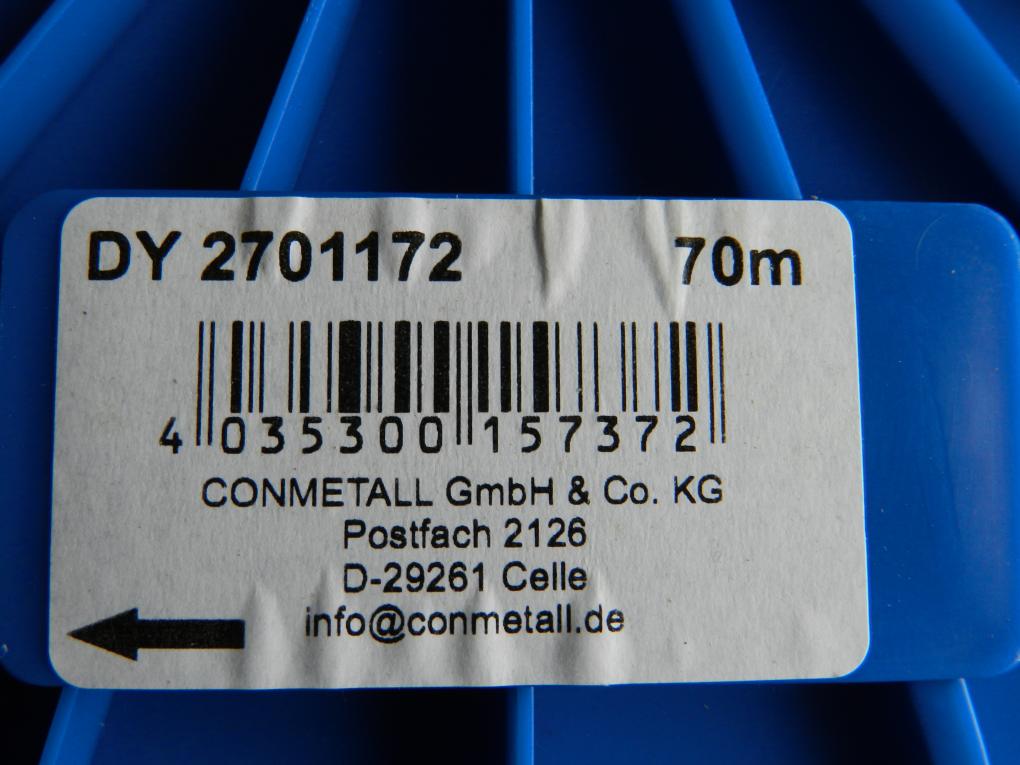 DY 2701172 70m
4 035300 157372
CONMETALL GmbH & Co. KG
Postfach 2126
D-29261 Celle
info@conmetall.de